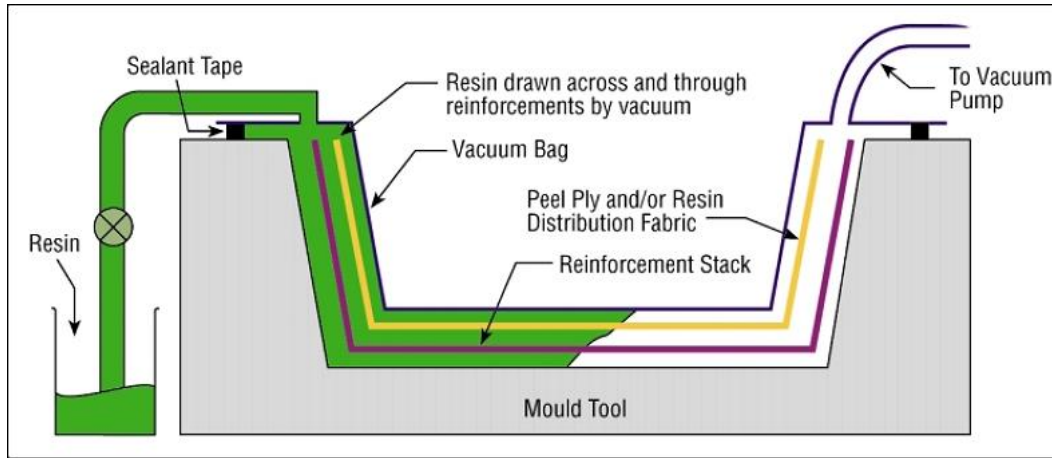 Sealant Tape
Resin drawn across and through
reinforcements by vacuum
To Vacuum
Pump
Vacuum Bag
Peel Ply and/or Resin
Distribution Fabric
Resin
Reinforcement Stack
Mould Tool